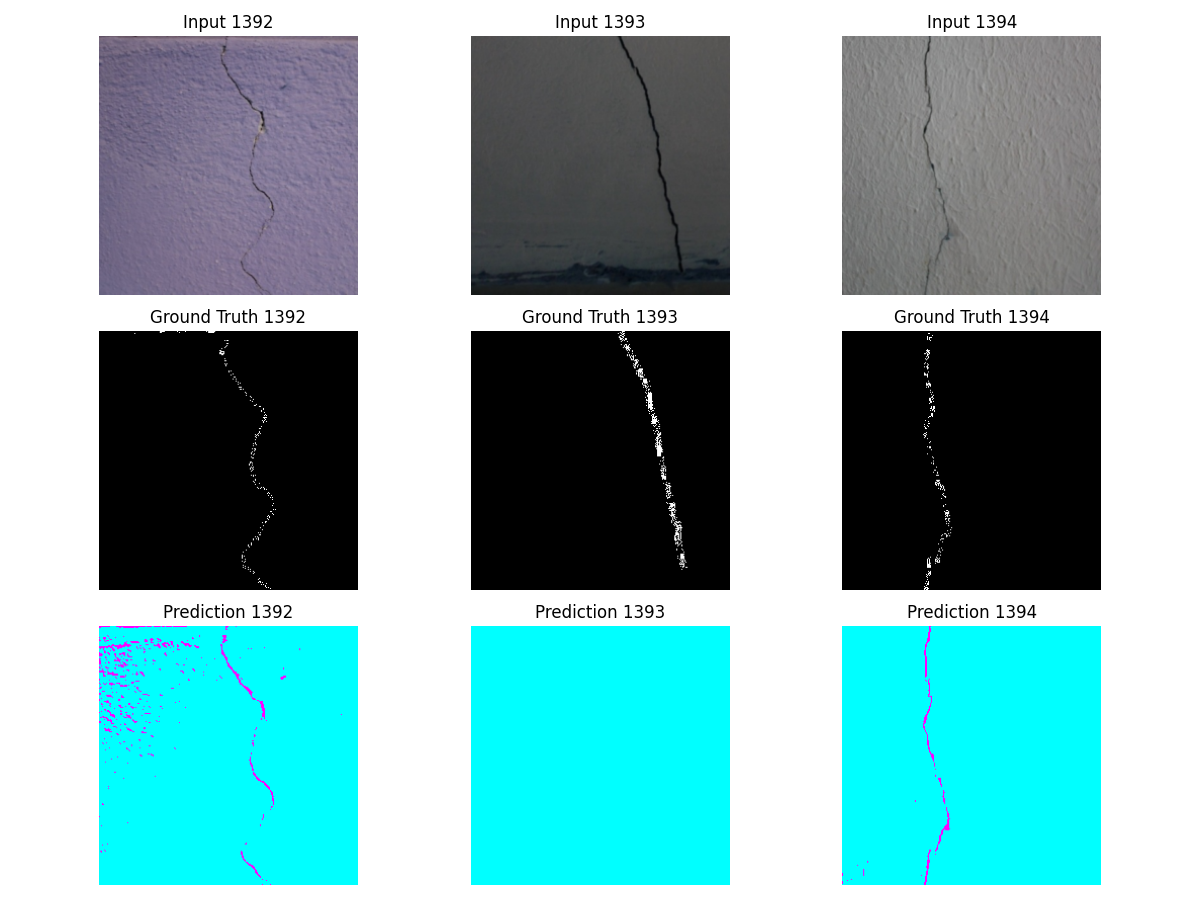 Input 1392
Input 1393
Input 1394
Ground Truth 1392
Ground Truth 1393
Ground Truth 1394
Prediction 1392
Prediction 1393
Prediction 1394